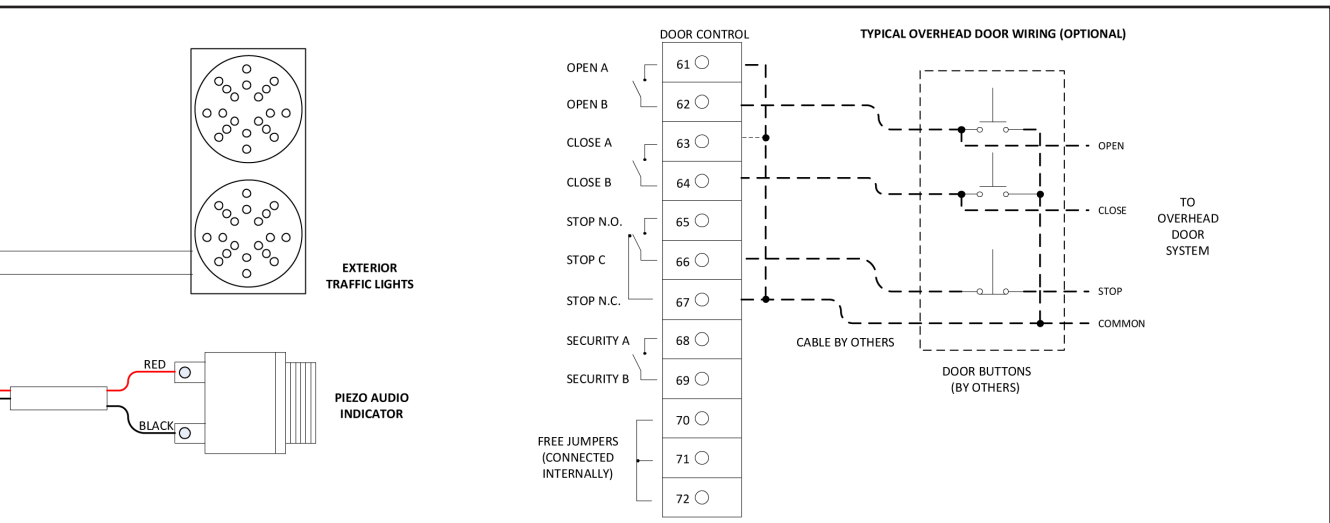 DOOR CONTROL
TYPICAL OVERHEAD DOOR WIRING (OPTIONAL)
OPEN A
61
OPEN B
62
CLOSE A
63
OPEN
CLOSE B
64
CLOSE
TO
OVERHEAD
DOOR
SYSTEM
STOP N.O.
65
STOP C
66
EXTERIOR
TRAFFIC LIGHTS
STOP N.C.
67
STOP
COMMON
SECURITY A
68
CABLE BY OTHERS
SECURITY B
69
DOOR BUTTONS
(BY OTHERS)
RED
BLACK
PIEZO AUDIO
INDICATOR
70
FREE JUMPERS
(CONNECTED
INTERNALLY)
71
72